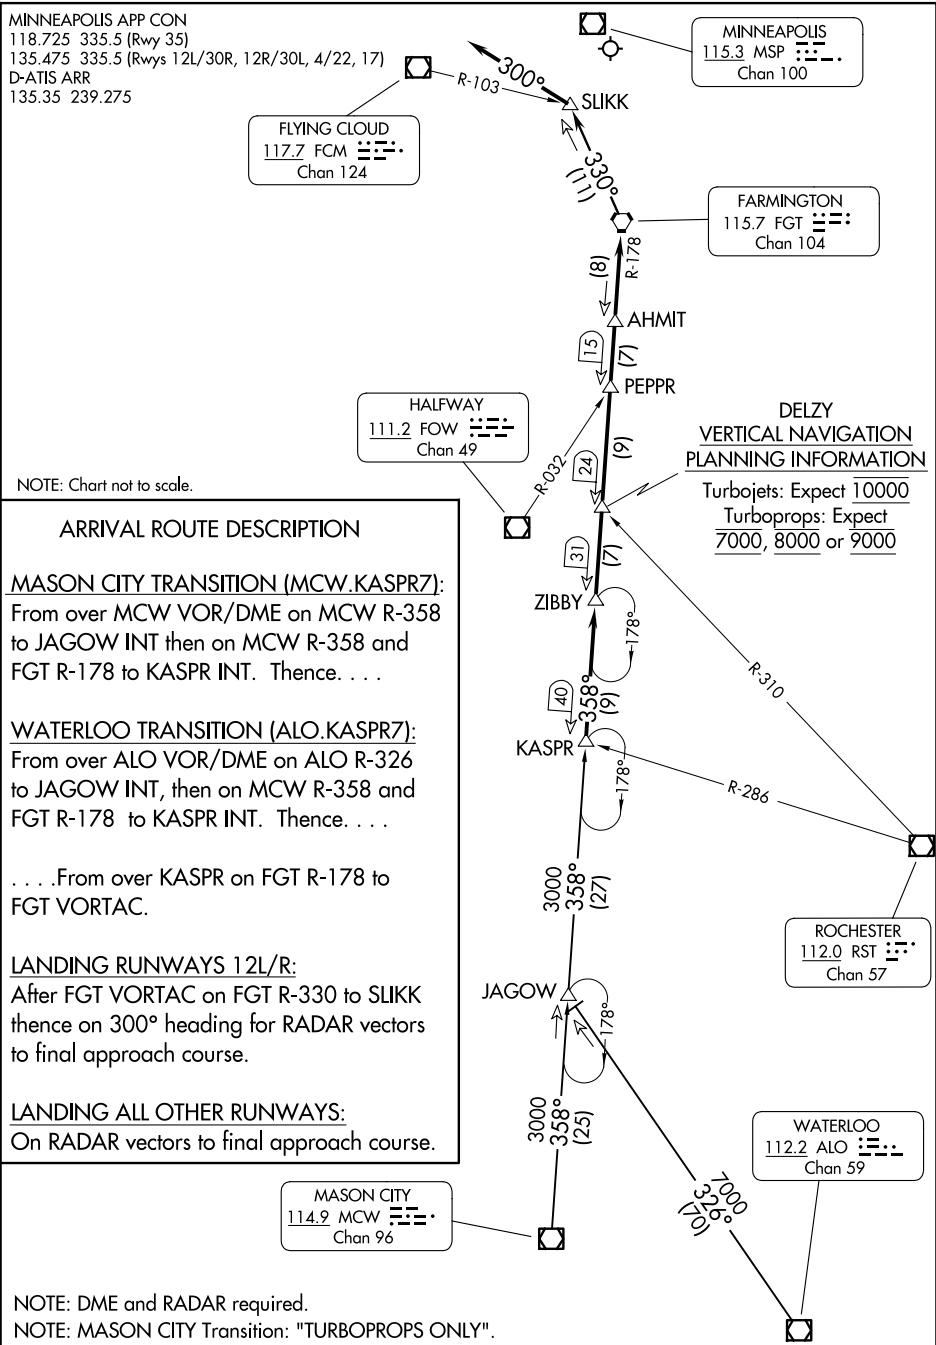 MINNEAPOLIS APP CON
118.725 335.5 (Rwy 35)
135.475 335.5 (Rwys 12L/30R, 12R/30L, 4/22, 17)
D-ATIS ARR
135.35 239.275
MINNEAPOLIS
115.3 MSP
Chan 100
300°
R-103
SLIKK
FLYING CLOUD
117.7 FCM
Chan 124
330°
(11)
FARMINGTON
115.7 FGT
Chan 104
R-178
(8)
AHMIT
15
(7)
PEPPR
HALFWAY
111.2 FOW
Chan 49
R-032
(9)
24
DELZY
VERTICAL NAVIGATION
PLANNING INFORMATION
Turbojets: Expect 10000
Turboprops: Expect
7000, 8000 or 9000
31
(7)
ZIBBY
178°
R-310
40
358°
(9)
KASPR
178°
R-286
3000
358°
(27)
ROCHESTER
112.0 RST
Chan 57
JAGOW
178°
3000
358°
(25)
WATERLOO
112.2 ALO
Chan 59
7000
326°
(70)
MASON CITY
114.9 MCW
Chan 96
NOTE: Chart not to scale.
ARRIVAL ROUTE DESCRIPTION
MASON CITY TRANSITION (MCW.KASPR7):
From over MCW VOR/DME on MCW R-358
to JAGOW INT then on MCW R-358 and
FGT R-178 to KASPR INT. Thence. . . .
WATERLOO TRANSITION (ALO.KASPR7):
From over ALO VOR/DME on ALO R-326
to JAGOW INT, then on MCW R-358 and
FGT R-178 to KASPR INT. Thence. . . .
. . . .From over KASPR on FGT R-178 to
FGT VORTAC.
LANDING RUNWAYS 12L/R:
After FGT VORTAC on FGT R-330 to SLIKK
thence on 300° heading for RADAR vectors
to final approach course.
LANDING ALL OTHER RUNWAYS:
On RADAR vectors to final approach course.
NOTE: DME and RADAR required.
NOTE: MASON CITY Transition: "TURBOPROPS ONLY".